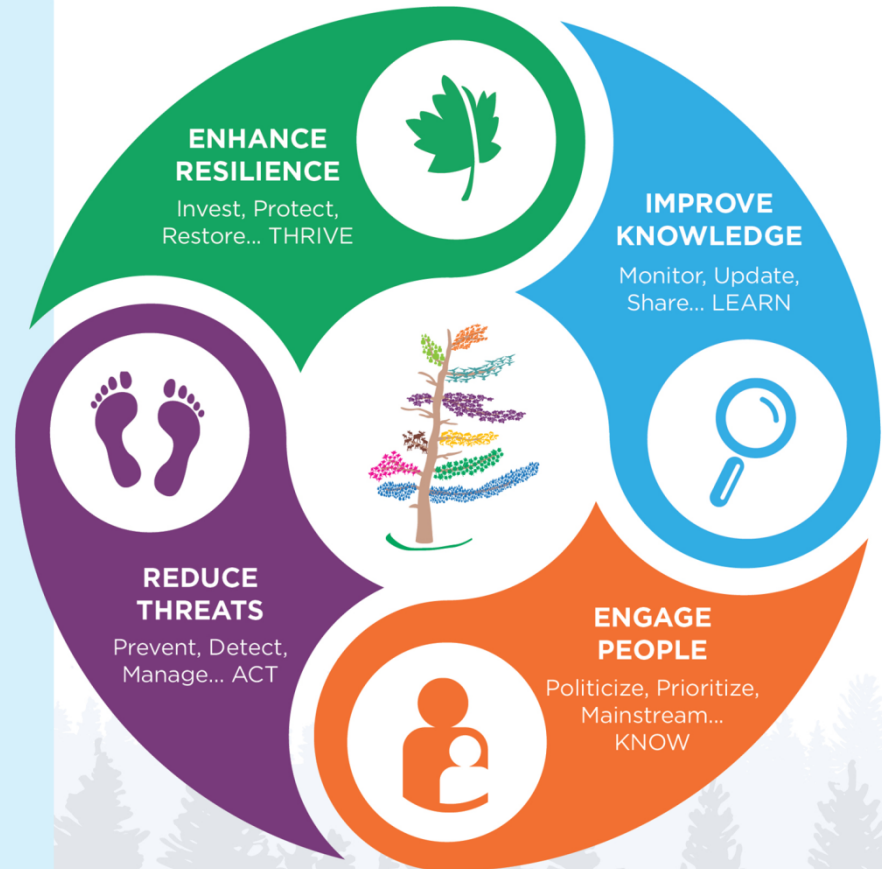 ENHANCE
RESILIENCE
Invest, Protect,
Restore... THRIVE
IMPROVE
KNOWLEDGE
Monitor, Update,
Share... LEARN
REDUCE
THREATS
Prevent, Detect,
Manage... ACT
ENGAGE
PEOPLE
Politicize, Prioritize,
Mainstream...
KNOW